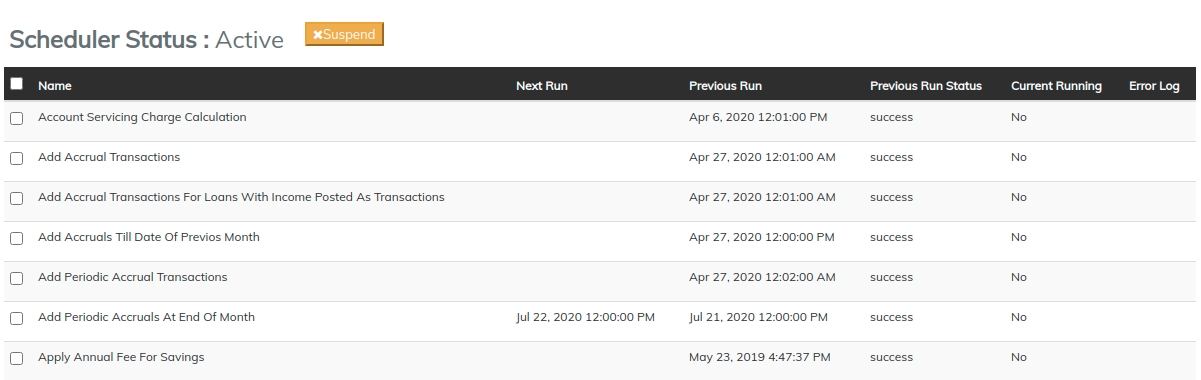 Scheduler Status : Active ✖Suspend
Name Next Run Previous Run Previous Run Status Current Running Error Log
Account Servicing Charge Calculation Apr 6, 2020 12:01:00 PM success No
Add Accrual Transactions Apr 27, 2020 12:01:00 AM success No
Add Accrual Transactions For Loans With Income Posted As Transactions Apr 27, 2020 12:01:00 AM success No
Add Accruals Till Date Of Previos Month Apr 27, 2020 12:00:00 PM success No
Add Periodic Accrual Transactions Apr 27, 2020 12:02:00 AM success No
Add Periodic Accruals At End Of Month Jul 22, 2020 12:00:00 PM Jul 21, 2020 12:00:00 PM success No
Apply Annual Fee For Savings May 23, 2019 4:47:37 PM success No